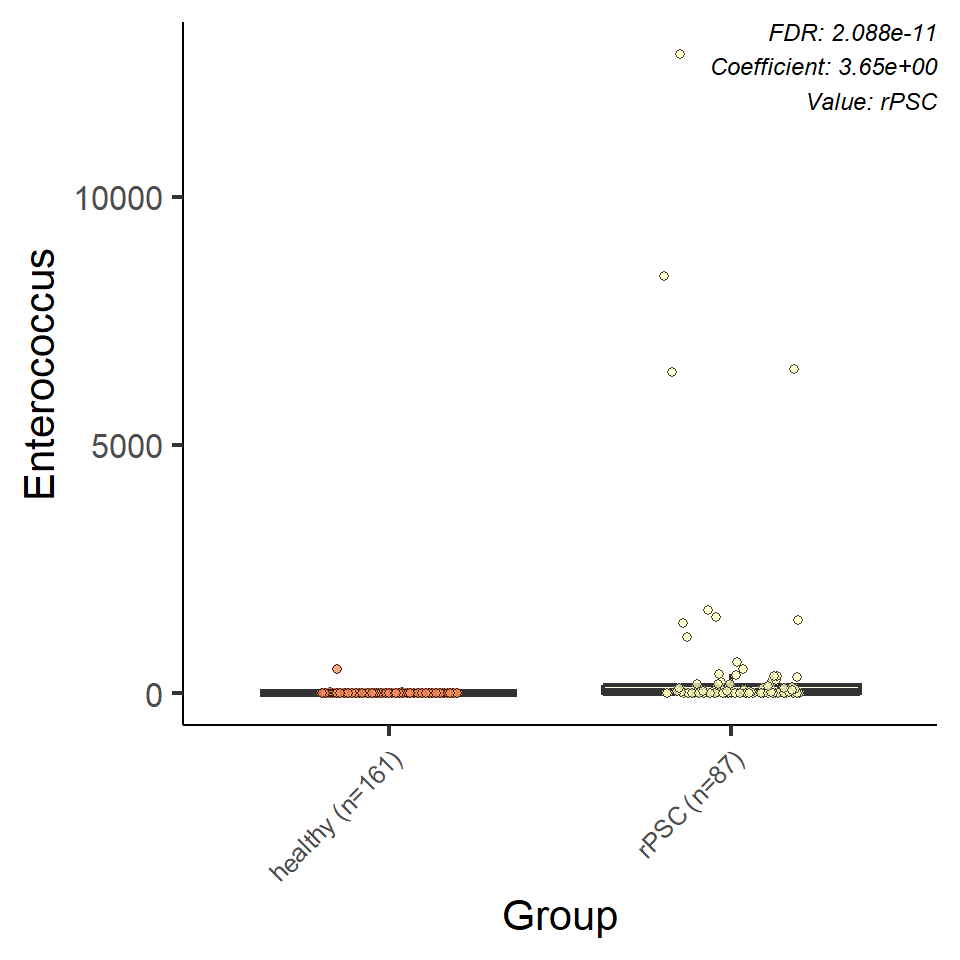 FDR: 2.088e-11
Coefficient: 3.65e+00
Value: rPSC
10000
5000
0
Enterococcus
healthy (n=161)
rPSC (n=87)
Group